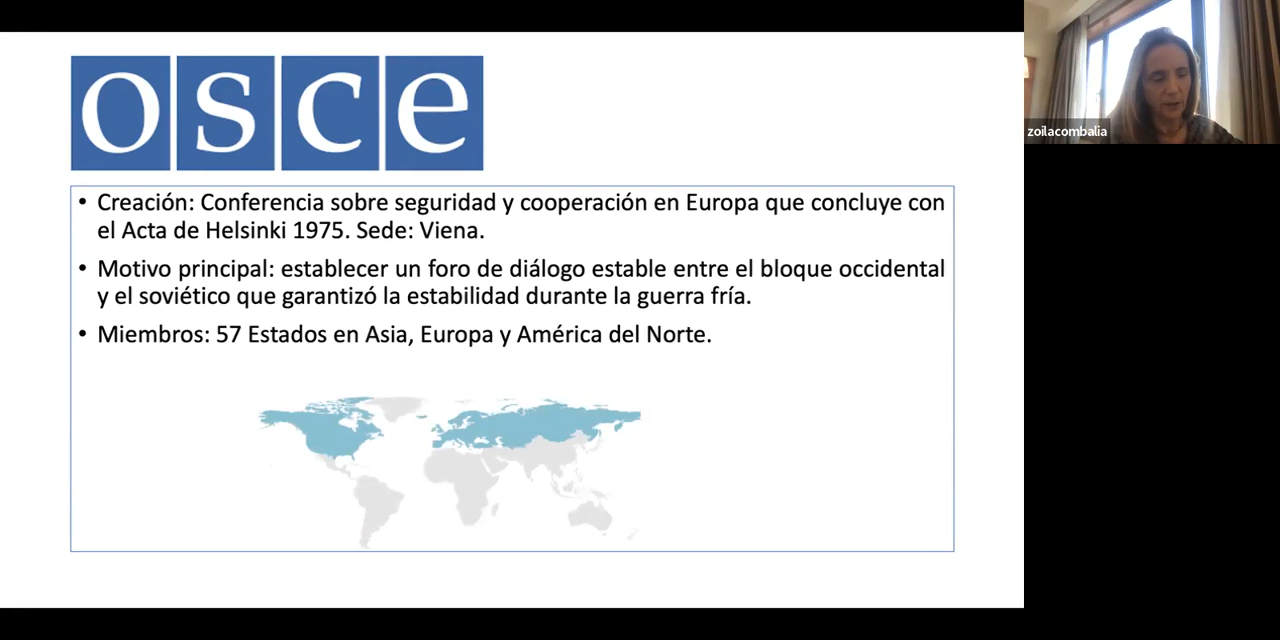 osce
• Creación: Conferencia sobre seguridad y cooperación en Europa que concluye con
el Acta de Helsinki 1975. Sede: Viena.
• Motivo principal: establecer un foro de diálogo estable entre el bloque occidental
y el soviético que garantizó la estabilidad durante la guerra fría.
• Miembros: 57 Estados en Asia, Europa y América del Norte.
zoilacombalia